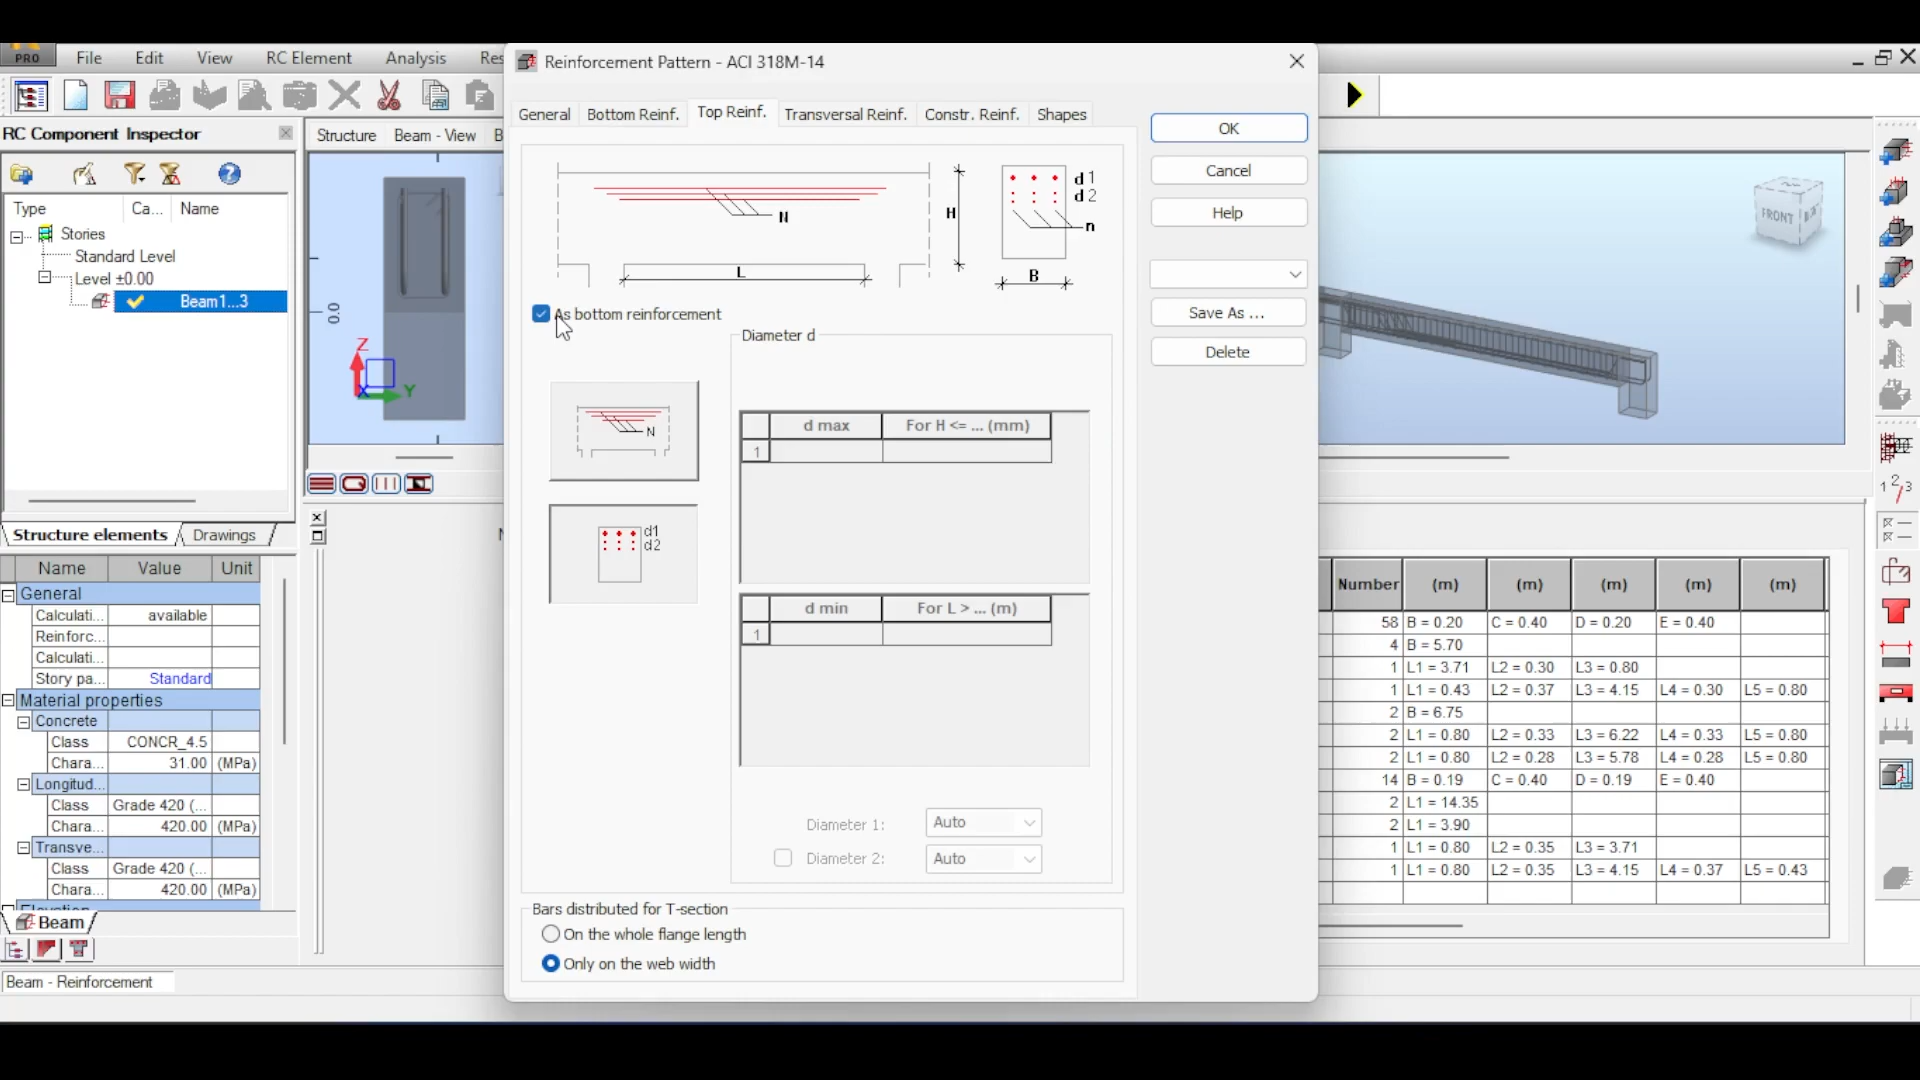 PRO File Edit View RC Element Analysis Res
Reinforcement Pattern - ACI 318M-14
RC Component Inspector
Type Ca... Name
Stories
Standard Level
Level ±0.00
Beam1...3
Structure elements Drawings
Name Value Unit
General
Calculati... available
Reinforc...
Calculati...
Story pa... Standard
Material properties
Concrete
Class CONCR_4.5
Chara... 31.00 (MPa)
Longitud...
Class Grade 420 (...
Chara... 420.00 (MPa)
Transve...
Class Grade 420 (...
Chara... 420.00 (MPa)
Beam
Beam - Reinforcement
Structure Beam - View B
0.0
Z
X Y
General Bottom Reinf. Top Reinf. Transversal Reinf. Constr. Reinf. Shapes
N
L
H
d1
d2
n
B
As bottom reinforcement
Diameter d
N
d max For H <= ... (mm)
1
d1
d2
d min For L > ... (m)
1
Diameter 1: Auto
Diameter 2: Auto
Bars distributed for T-section
On the whole flange length
Only on the web width
OK
Cancel
Help
Save As ...
Delete
FRONT
Number (m) (m) (m) (m) (m)
58 B = 0.20 C = 0.40 D = 0.20 E = 0.40
4 B = 5.70
1 L1 = 3.71 L2 = 0.30 L3 = 0.80
1 L1 = 0.43 L2 = 0.37 L3 = 4.15 L4 = 0.30 L5 = 0.80
2 B = 6.75
2 L1 = 0.80 L2 = 0.33 L3 = 6.22 L4 = 0.33 L5 = 0.80
2 L1 = 0.80 L2 = 0.28 L3 = 5.78 L4 = 0.28 L5 = 0.80
14 B = 0.19 C = 0.40 D = 0.19 E = 0.40
2 L1 = 14.35
2 L1 = 3.90
1 L1 = 0.80 L2 = 0.35 L3 = 3.71
1 L1 = 0.80 L2 = 0.35 L3 = 4.15 L4 = 0.37 L5 = 0.43